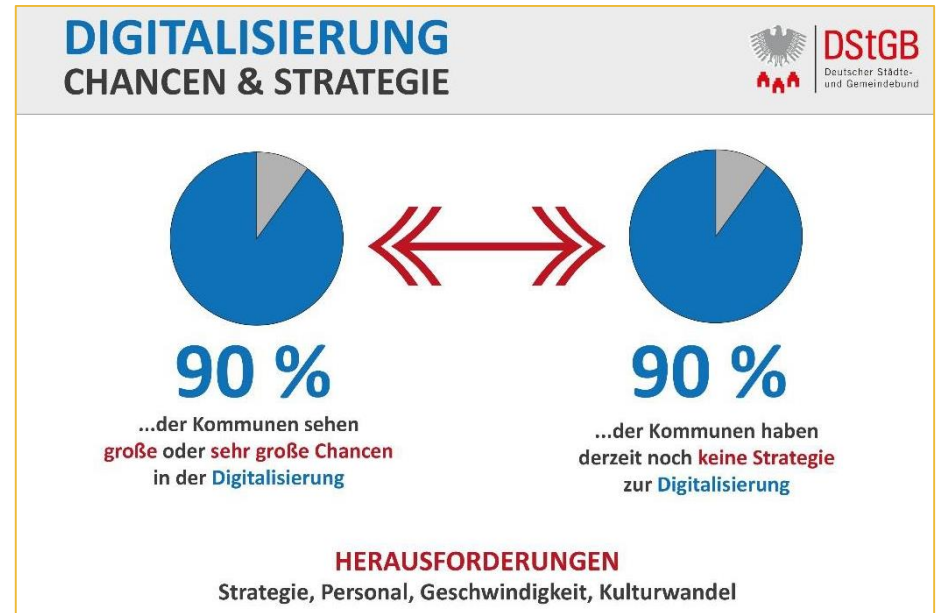 DIGITALISIERUNG
CHANCEN & STRATEGIE
DStGB
Deutscher Städte-
und Gemeindebund
90 %
...der Kommunen sehen
große oder sehr große Chancen
in der Digitalisierung
90 %
...der Kommunen haben
derzeit noch keine Strategie
zur Digitalisierung
HERAUSFORDERUNGEN
Strategie, Personal, Geschwindigkeit, Kulturwandel